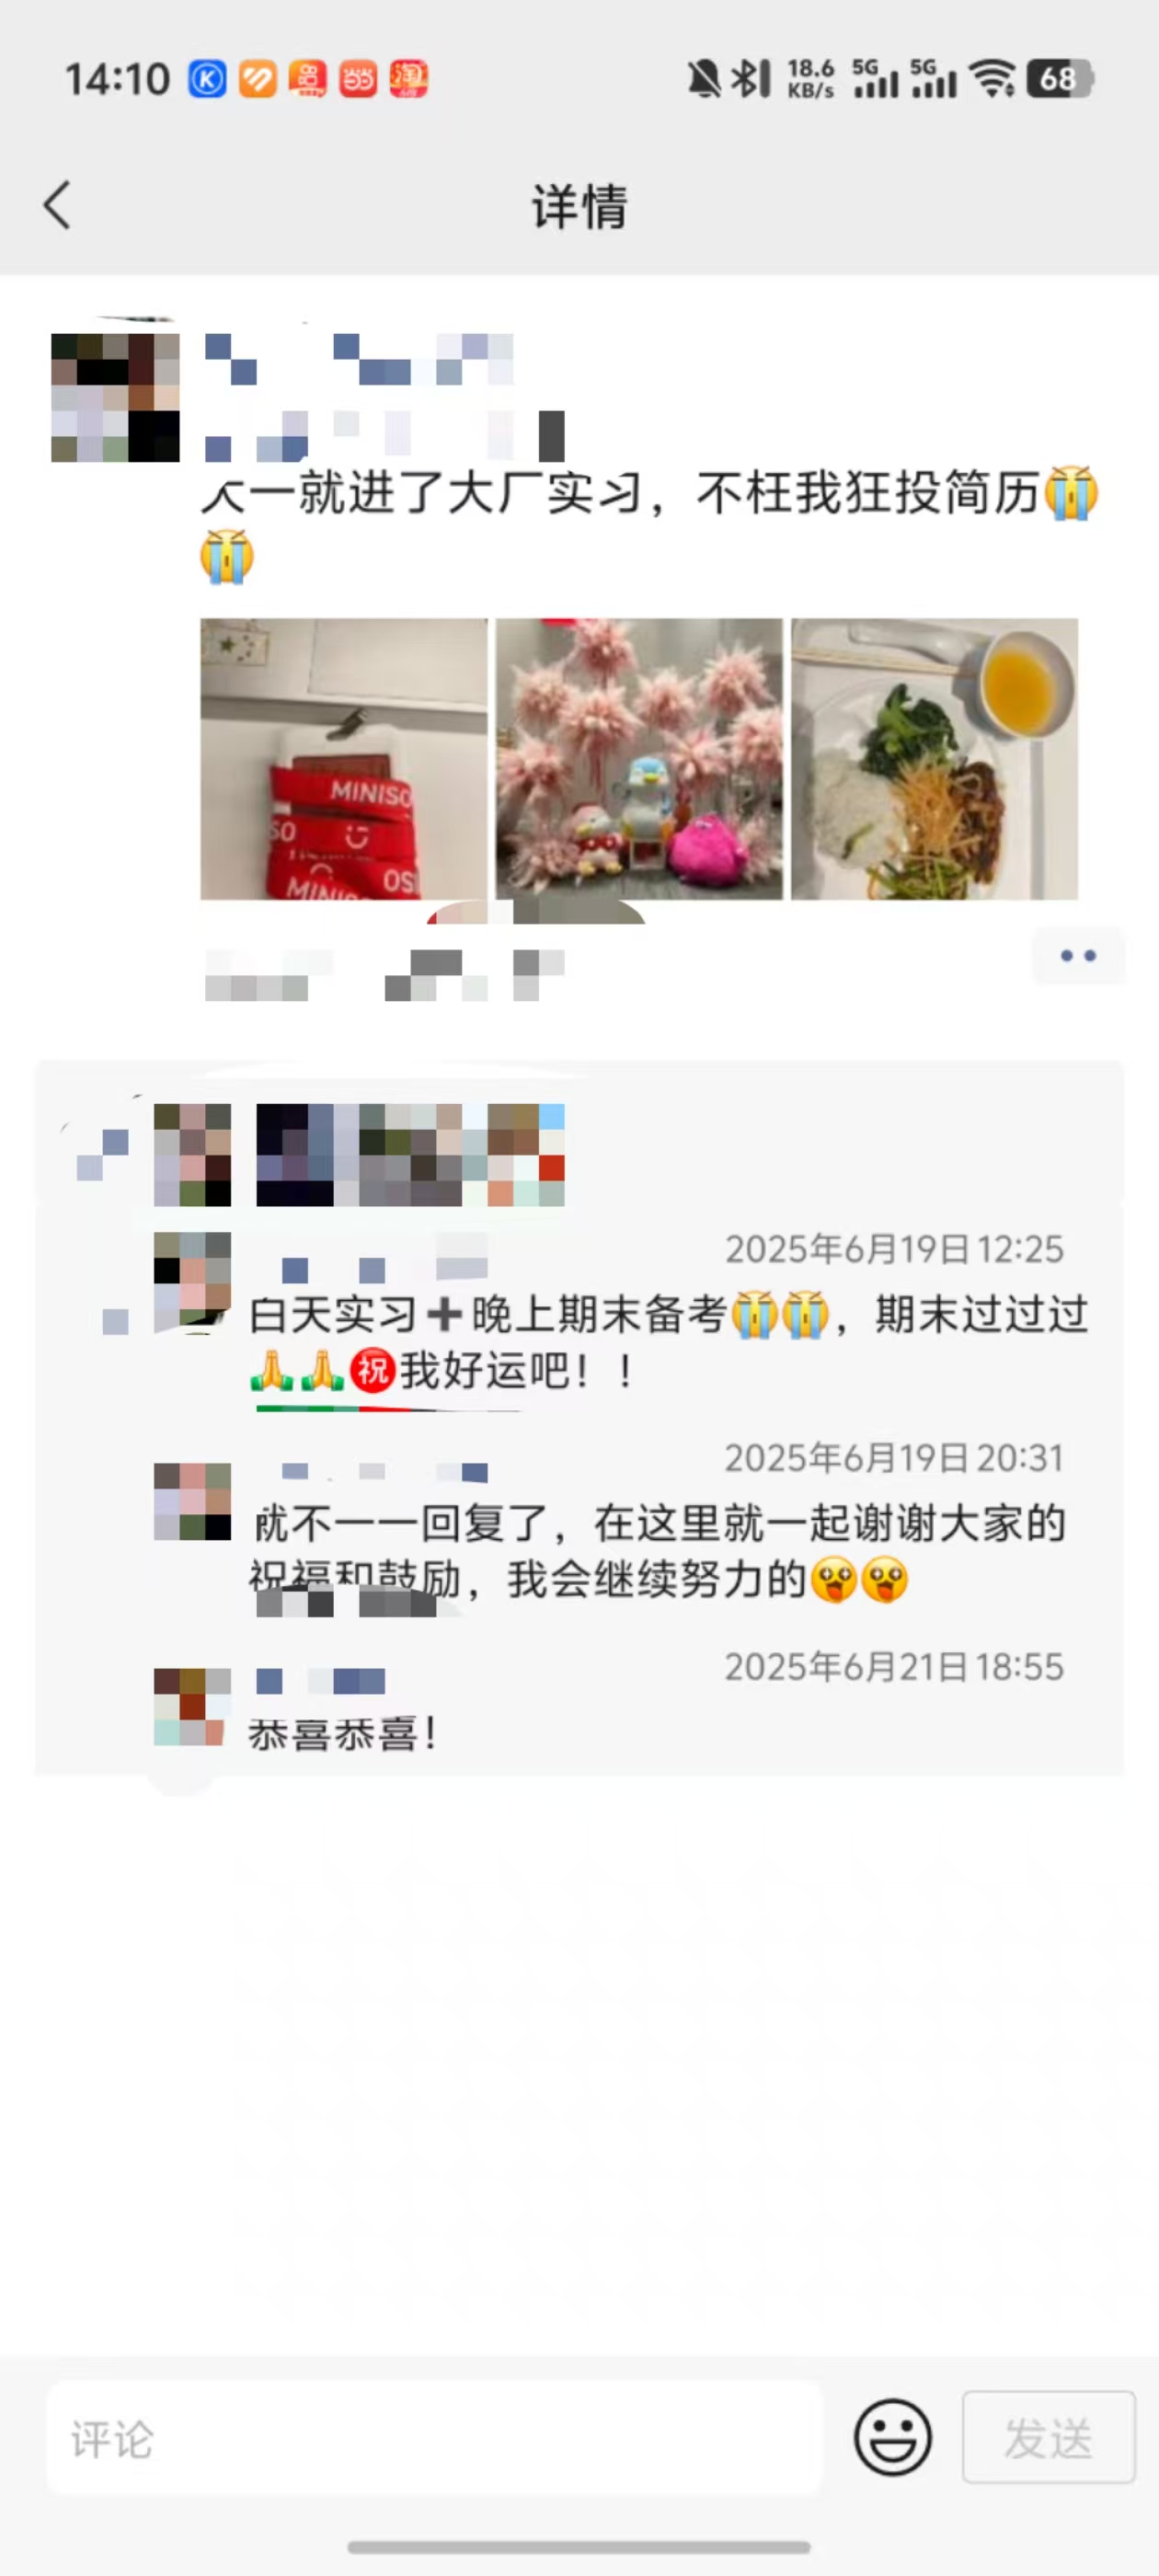 14:10
18.6
KB/s
5G
5G
68
详情
大一就进了大厂实习，不枉我狂投简历😭
😭
MINISO
SO
OS
2025年6月19日 12:25
白天实习➕晚上期末备考😭😭，期末过过过
🙏🙏㊗️我好运吧！！
2025年6月19日 20:31
就不一一回复了，在这里就一起谢谢大家的
祝福和鼓励，我会继续努力的🤩🤩
2025年6月21日 18:55
恭喜恭喜！
评论
发送